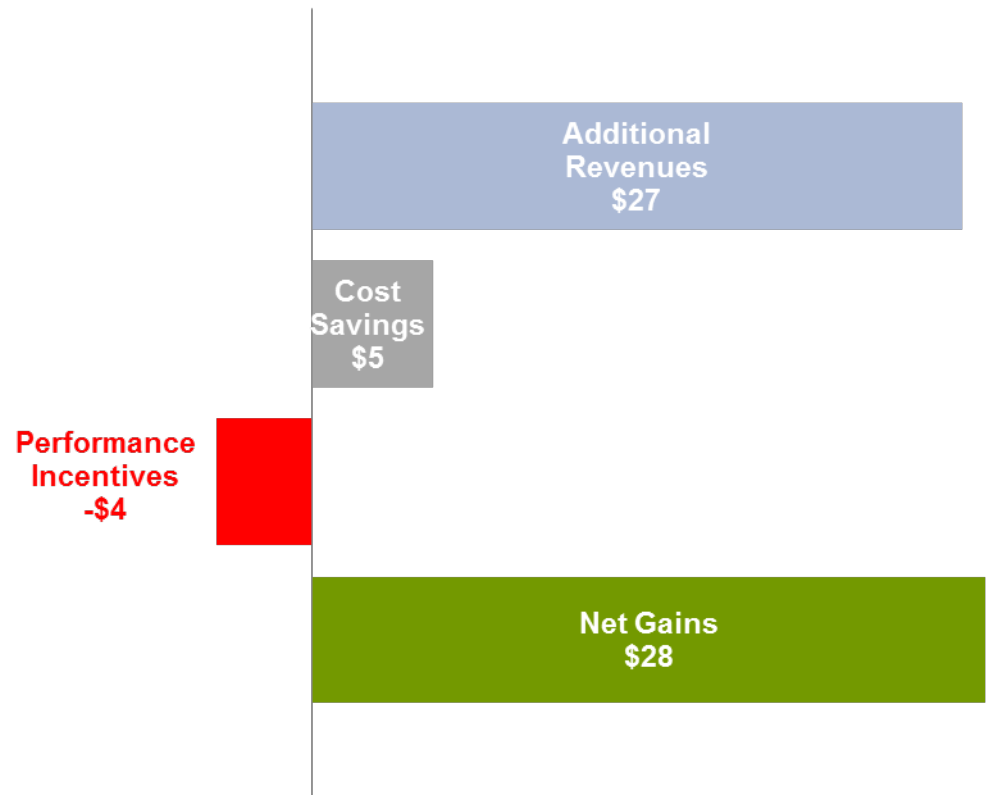 Additional
Revenues
$27
Cost
Savings
$5
Performance
Incentives
-$4
Net Gains
$28